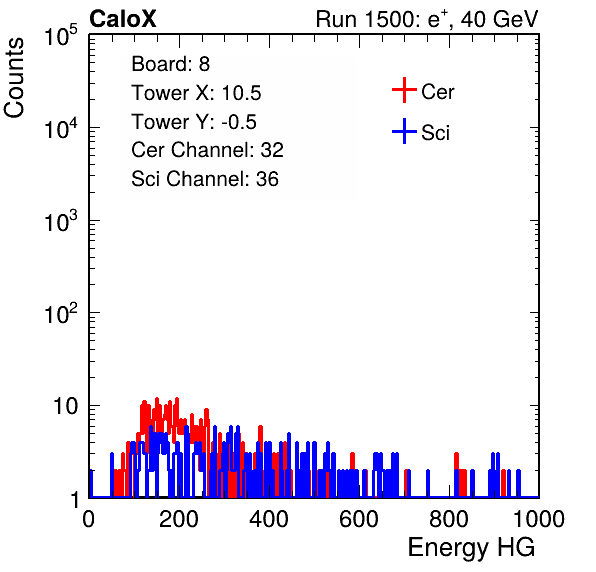 CaloX Run 1500: e⁺, 40 GeV
Counts
Board: 8
Tower X: 10.5
Tower Y: -0.5
Cer Channel: 32
Sci Channel: 36
Cer
Sci
10⁵
10⁴
10³
10²
10
1
0 200 400 600 800 1000
Energy HG